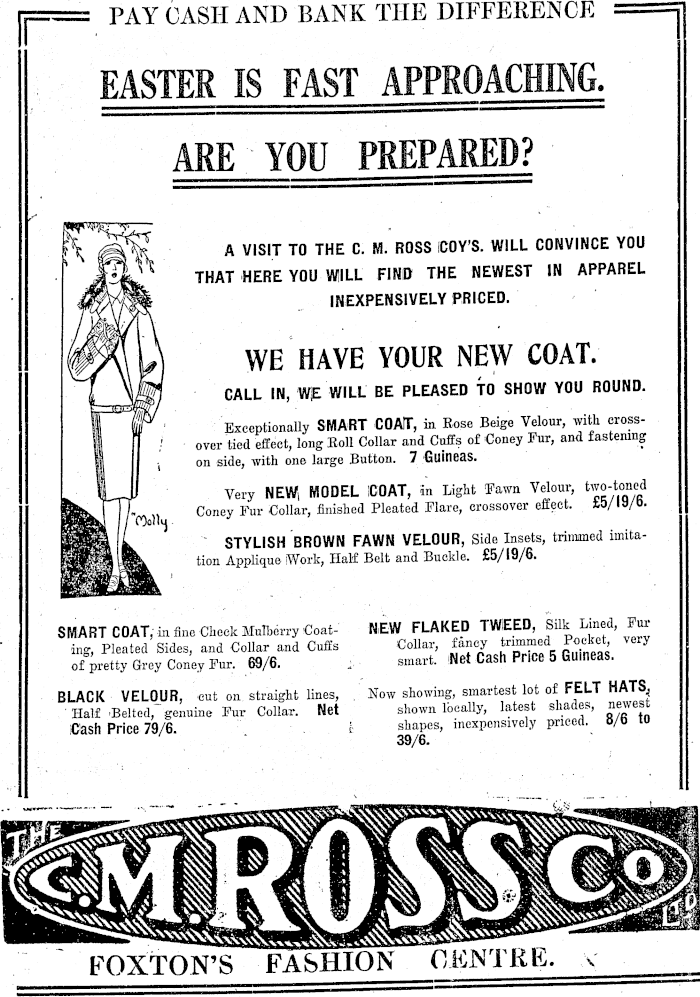 PAY CASH AND BANK THE DIFFERENCE
EASTER IS FAST APPROACHING.
ARE YOU PREPARED?
A VISIT TO THE C. M. ROSS COY'S. WILL CONVINCE YOU
THAT HERE YOU WILL FIND THE NEWEST IN APPAREL
INEXPENSIVELY PRICED.
WE HAVE YOUR NEW COAT.
CALL IN, WE WILL BE PLEASED TO SHOW YOU ROUND.
Exceptionally SMART COAT, in Rose Beige Velour, with cross-
over tied effect, long Roll Collar and Cuffs of Coney Fur, and fastening
on side, with one large Button. 7 Guineas.
Very NEW MODEL COAT, in Light Fawn Velour, two-toned
Coney Fur Collar, finished Pleated Flare, crossover effect. £5/19/6.
STYLISH BROWN FAWN VELOUR, Side Insets, trimmed imita-
tion Applique Work, Half Belt and Buckle. £5/19/6.
"Molly
SMART COAT, in fine Check Mulberry Coat-
ing, Pleated Sides, and Collar and Cuffs
of pretty Grey Coney Fur. 69/6.
BLACK VELOUR, cut on straight lines,
Half Belted, genuine Fur Collar. Net
Cash Price 79/6.
NEW FLAKED TWEED, Silk Lined, Fur
Collar, fancy trimmed Pocket, very
smart. Net Cash Price 5 Guineas.
Now showing, smartest lot of FELT HATS,
shown locally, latest shades, newest
shapes, inexpensively priced. 8/6 to
39/6.
THE
C.M. ROSS Co
LTD
FOXTON'S FASHION CENTRE.